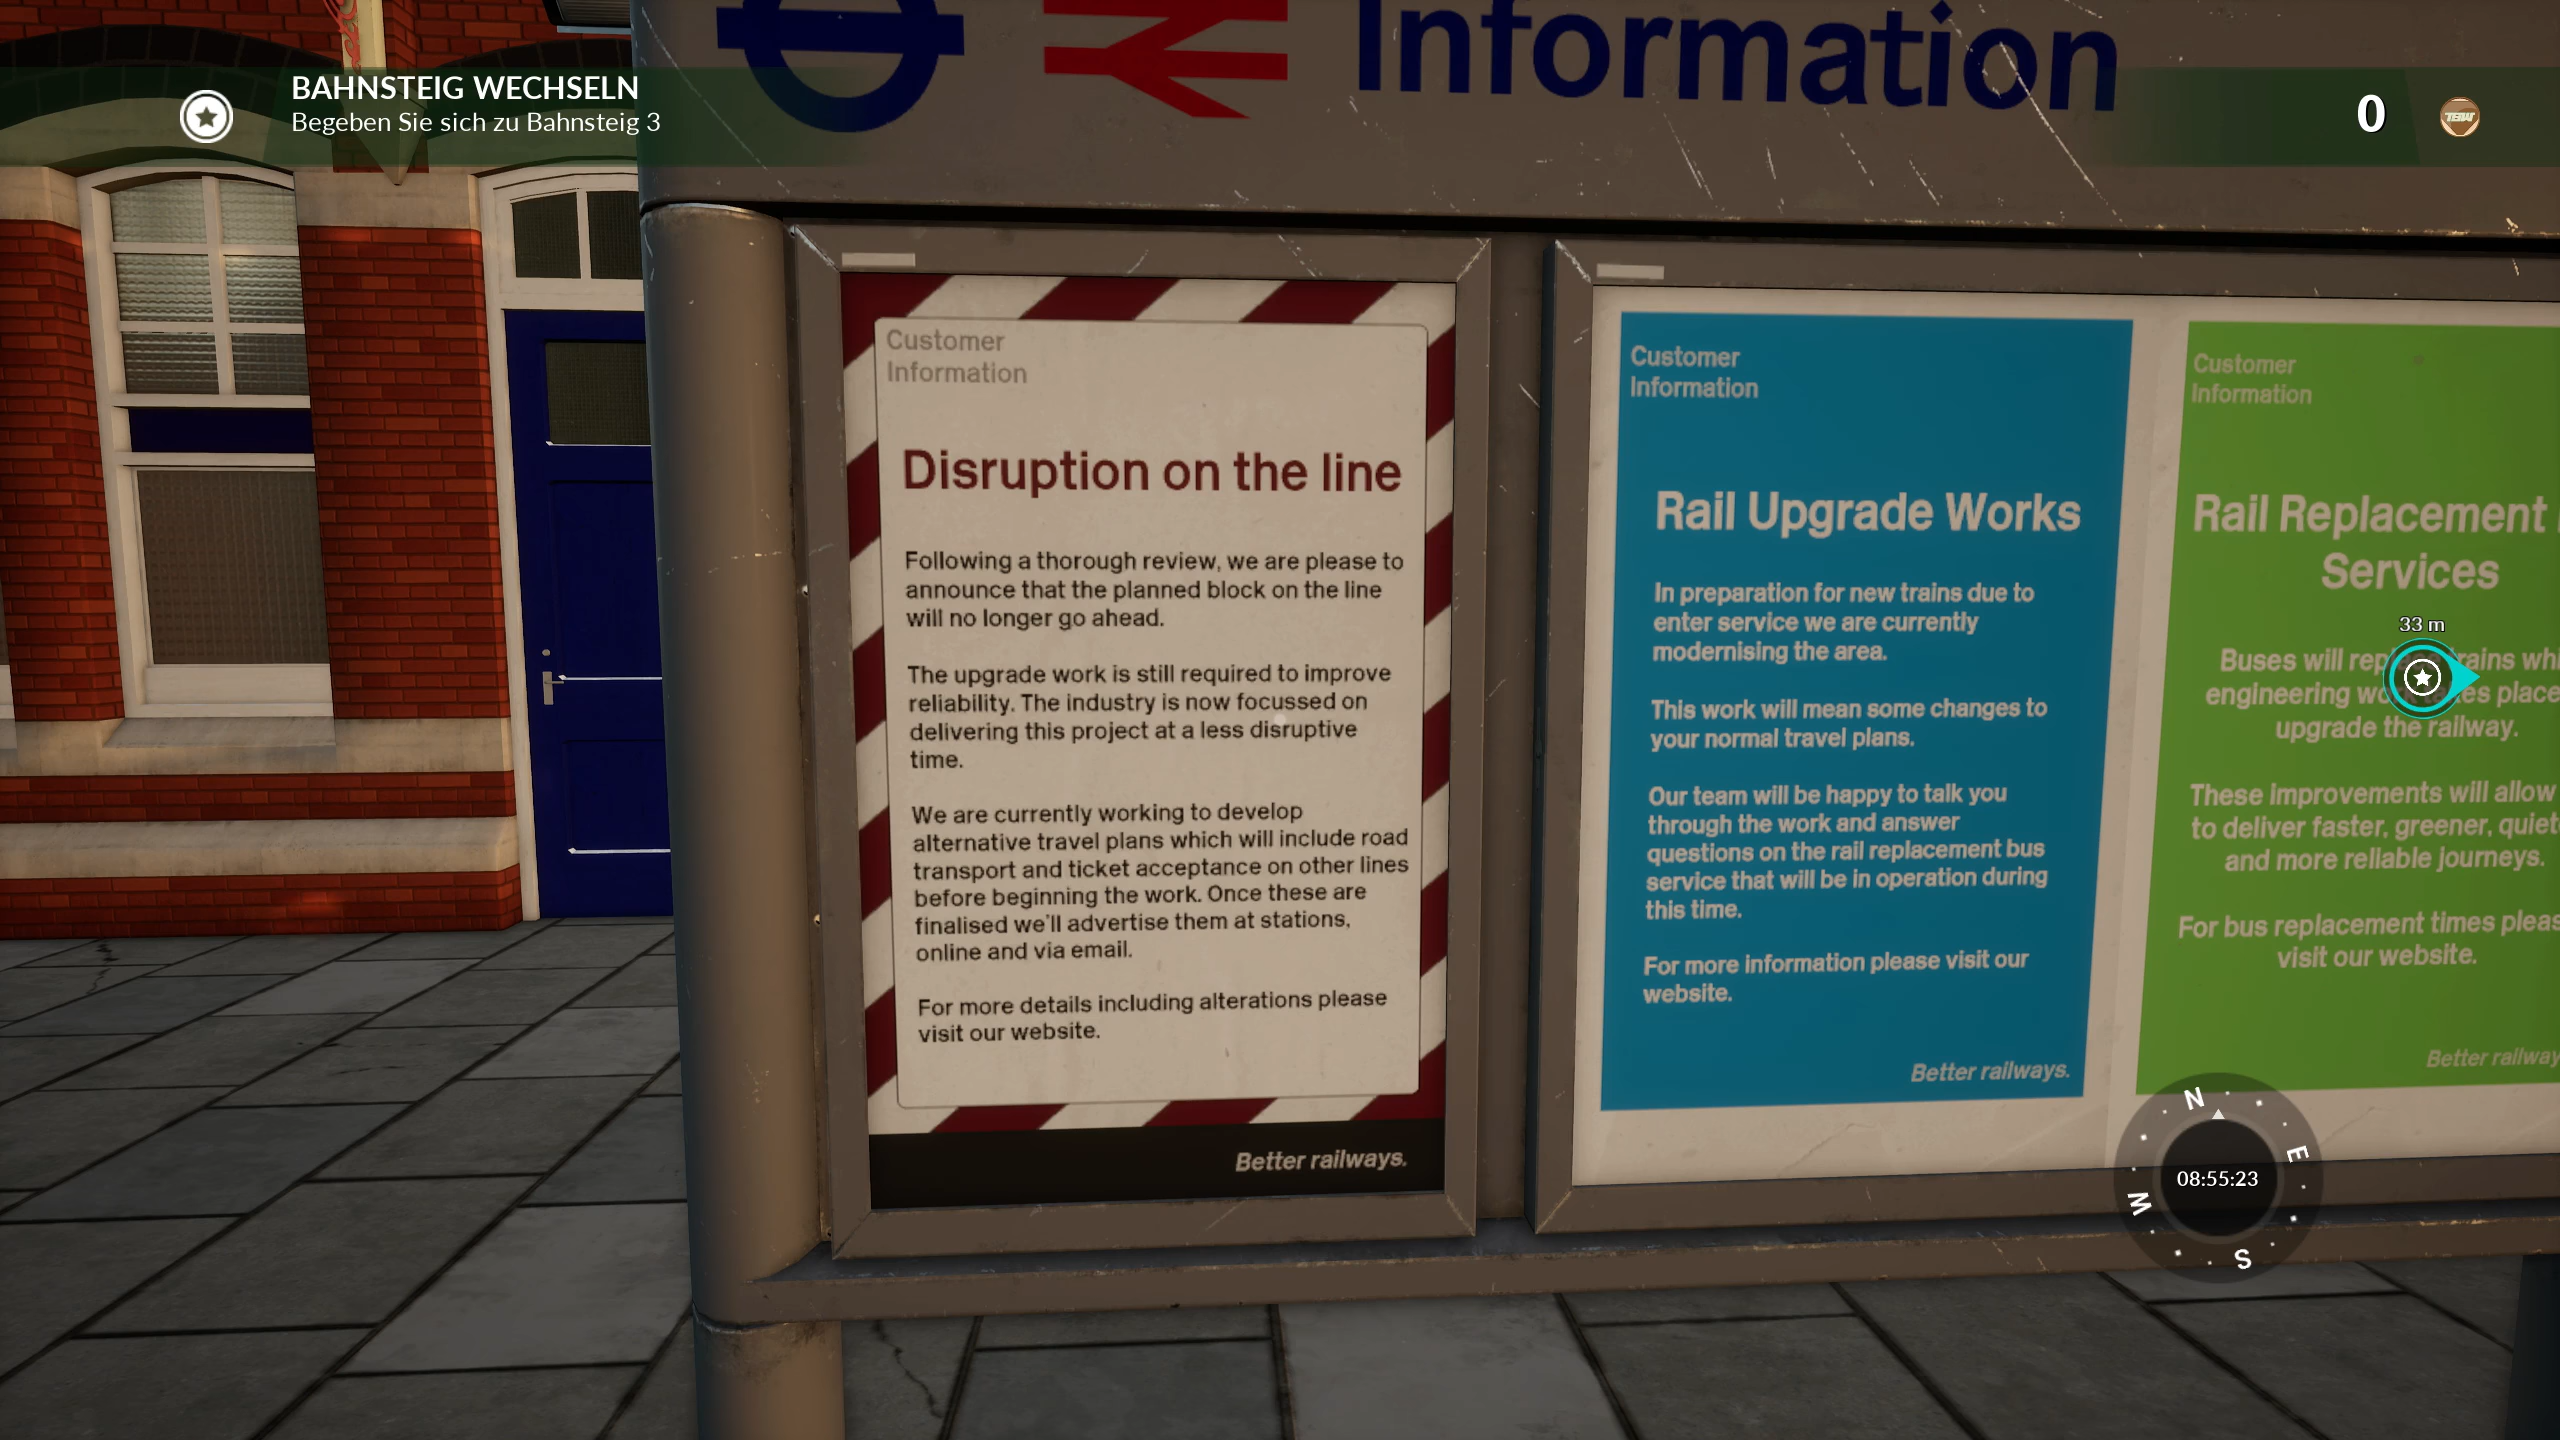 Information
BAHNSTEIG WECHSELN
Begeben Sie sich zu Bahnsteig 3
0
TSW
Customer
Information
Disruption on the line
Following a thorough review, we are please to
announce that the planned block on the line
will no longer go ahead.
The upgrade work is still required to improve
reliability. The industry is now focussed on
delivering this project at a less disruptive
time.
We are currently working to develop
alternative travel plans which will include road
transport and ticket acceptance on other lines
before beginning the work. Once these are
finalised we'll advertise them at stations,
online and via email.
For more details including alterations please
visit our website.
Better railways.
Customer
Information
Rail Upgrade Works
In preparation for new trains due to
enter service we are currently
modernising the area.
This work will mean some changes to
your normal travel plans.
Our team will be happy to talk you
through the work and answer
questions on the rail replacement bus
service that will be in operation during
this time.
For more information please visit our
website.
Better railways.
Customer
Information
Rail Replacement
Services
33 m
Buses will
engineering place
upgrade the railway.
These improvements will allow
to deliver faster, greener,
and more reliable journeys.
For bus replacement times
visit our website.
Better
N
E
08:55:23
W
S